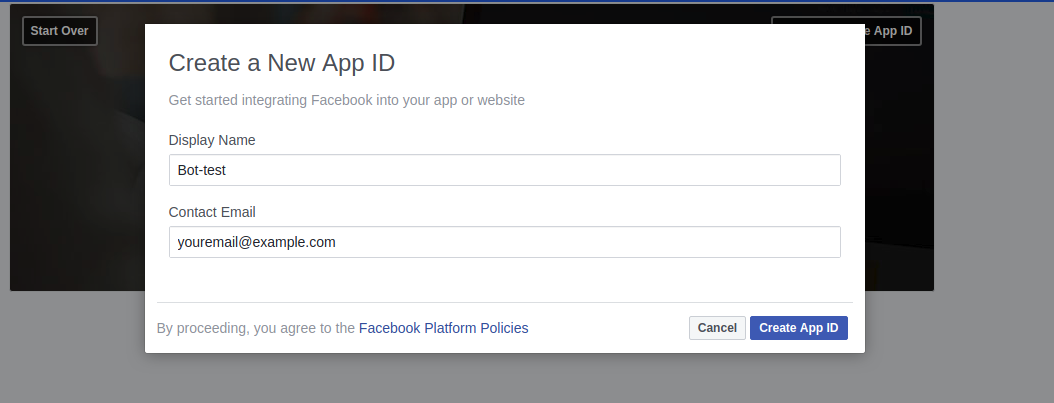 Start Over
e App ID
Create a New App ID
Get started integrating Facebook into your app or website
Display Name
Bot-test
Contact Email
youremail@example.com
By proceeding, you agree to the Facebook Platform Policies
Cancel
Create App ID